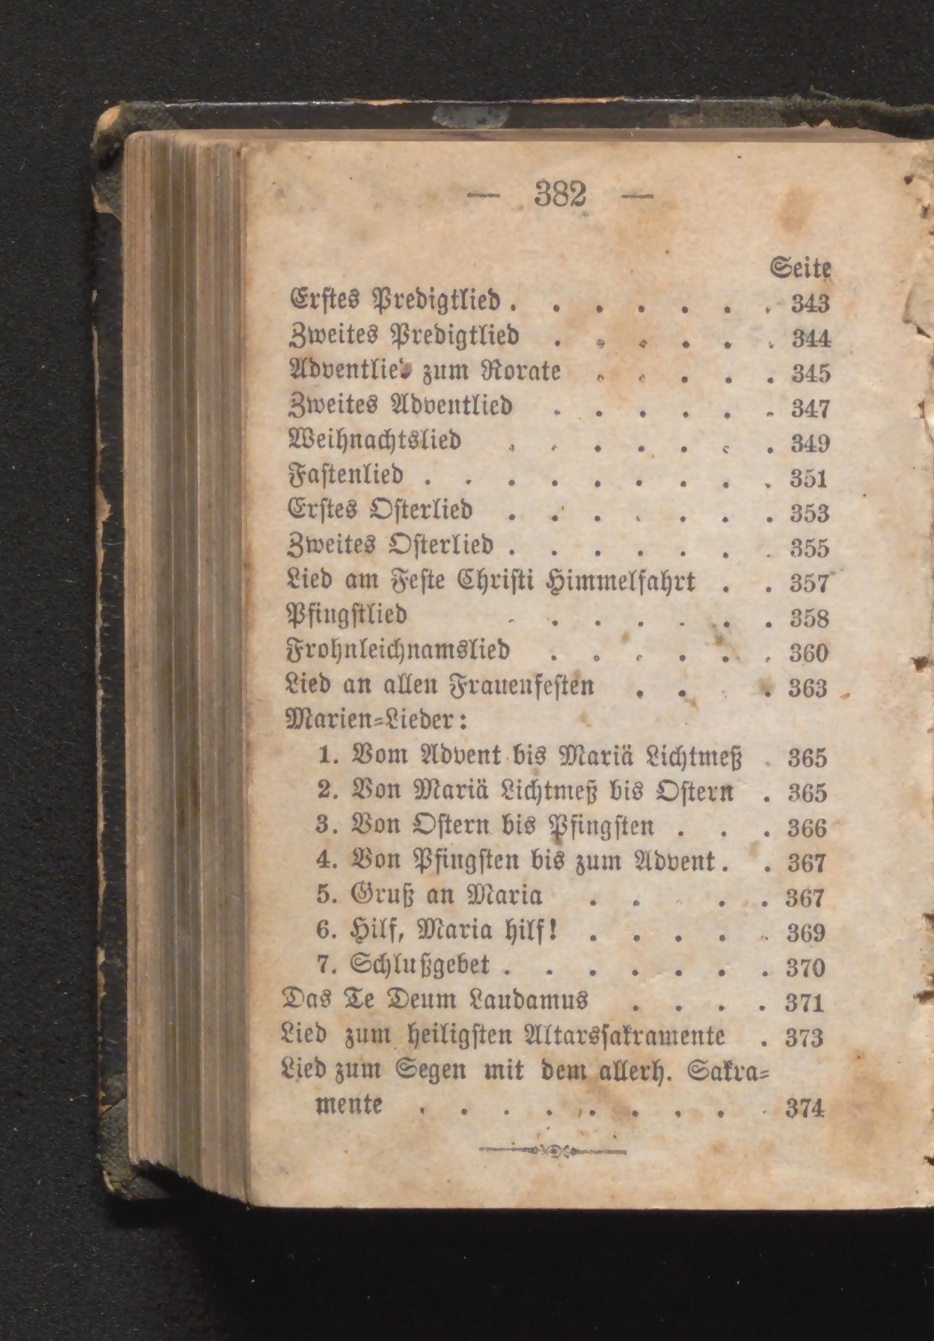 — 382 —
Seite
Erstes Predigtlied . . . . . . . 343
Zweites Predigtlied . . . . . . 344
Adventlied zum Rorate . . . . . 345
Zweites Adventlied . . . . . . 347
Weihnachtslied . . . . . . . 349
Fastenlied . . . . . . . . . 351
Erstes Osterlied . . . . . . . 353
Zweites Osterlied . . . . . . . 355
Lied am Feste Christi Himmelfahrt . . 357
Pfingstlied . . . . . . . 358
Frohnleichnamslied . . . . . . 360
Lied an allen Frauenfesten . . . . 363
Marien-Lieder:
1. Vom Advent bis Mariä Lichtmeß . 365
2. Von Mariä Lichtmeß bis Ostern . 365
3. Von Ostern bis Pfingsten . . . 366
4. Von Pfingsten bis zum Advent . . 367
5. Gruß an Maria . . . . . 367
6. Hilf, Maria hilf! . . . . . 369
7. Schlußgebet . . . . . . . 370
Das Te Deum Laudamus . . . . 371
Lied zum heiligsten Altarssakramente . 373
Lied zum Segen mit dem allerh. Sakra-
mente . . . . . . . . . 374